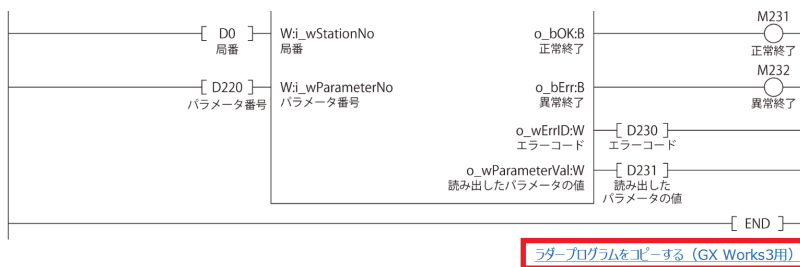 M231
D0
W:i_wStationNo
o_bOK:B
局番
局番
正常終了
正常終了
M232
D220
W:i_wParameterNo
o_bErr:B
パラメータ番号
パラメータ番号
異常終了
異常終了
o_wErrID:W
D230
エラーコード
エラーコード
o_wParameterVal:W
D231
読み出したパラメータの値
読み出した
パラメータの値
END
ラダープログラムをコピーする（GX Works3用）